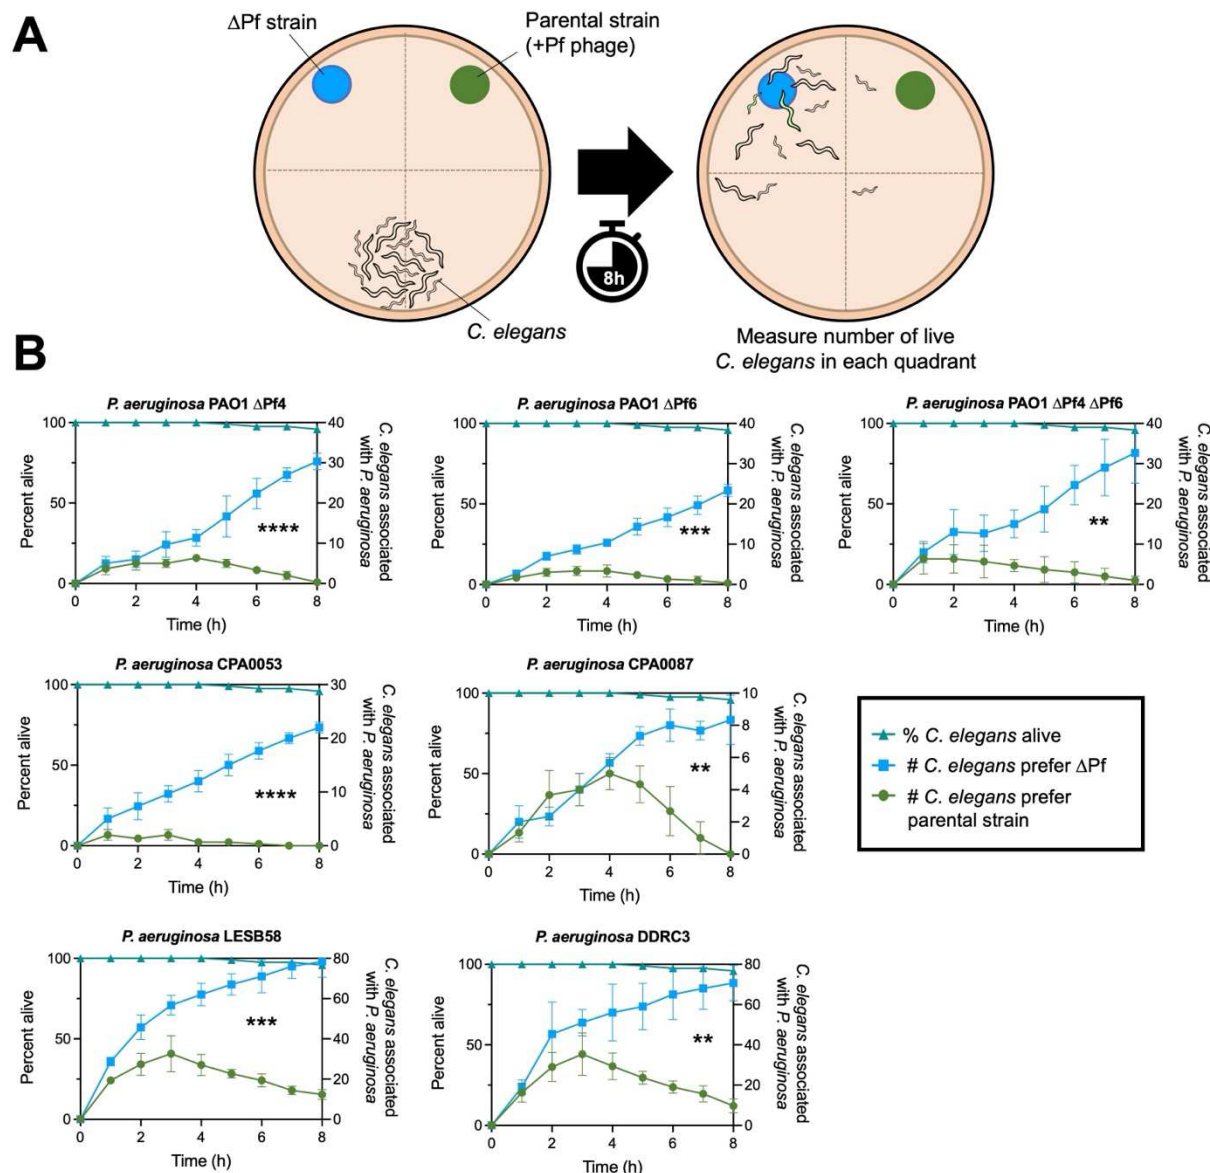 A
ΔPf strain
Parental strain
(+Pf phage)
8h
C. elegans
Measure number of live
C. elegans in each quadrant
B
P. aeruginosa PAO1 ΔPf4
100
50
0
Percent alive
40
30
20
10
0
C. elegans associated
with P. aeruginosa
****
0 2 4 6 8
Time (h)
P. aeruginosa PAO1 ΔPf6
100
50
0
Percent alive
40
30
20
10
0
C. elegans associated
with P. aeruginosa
***
0 2 4 6 8
Time (h)
P. aeruginosa PAO1 ΔPf4 ΔPf6
100
50
0
Percent alive
40
30
20
10
0
C. elegans associated
with P. aeruginosa
**
0 2 4 6 8
Time (h)
P. aeruginosa CPA0053
100
50
0
Percent alive
30
20
10
0
C. elegans associated
with P. aeruginosa
****
0 2 4 6 8
Time (h)
P. aeruginosa CPA0087
100
50
0
Percent alive
10
8
6
4
2
0
C. elegans associated
with P. aeruginosa
**
0 2 4 6 8
Time (h)
% C. elegans alive
# C. elegans prefer ΔPf
# C. elegans prefer
parental strain
P. aeruginosa LESB58
100
50
0
Percent alive
80
60
40
20
0
C. elegans associated
with P. aeruginosa
***
0 2 4 6 8
Time (h)
P. aeruginosa DDRC3
100
50
0
Percent alive
80
60
40
20
0
C. elegans associated
with P. aeruginosa
**
0 2 4 6 8
Time (h)